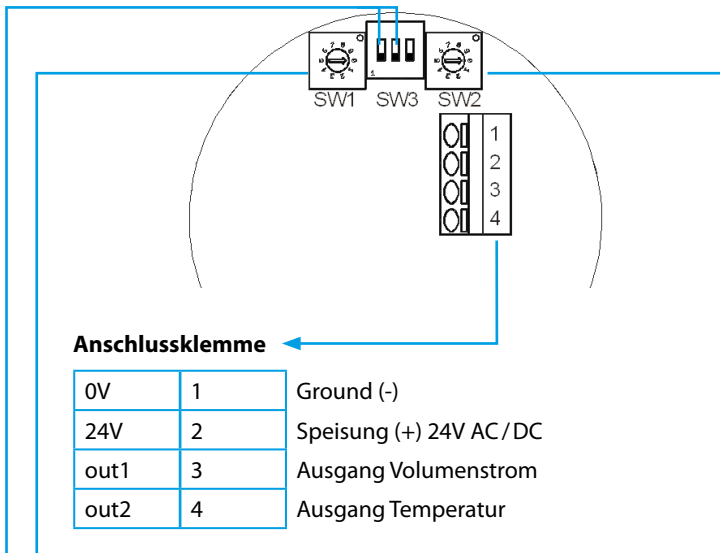 SW1 SW3 SW2
1
1
2
3
4
Anschlussklemme
0V 1 Ground (-)
24V 2 Speisung (+) 24V AC / DC
out1 3 Ausgang Volumenstrom
out2 4 Ausgang Temperatur